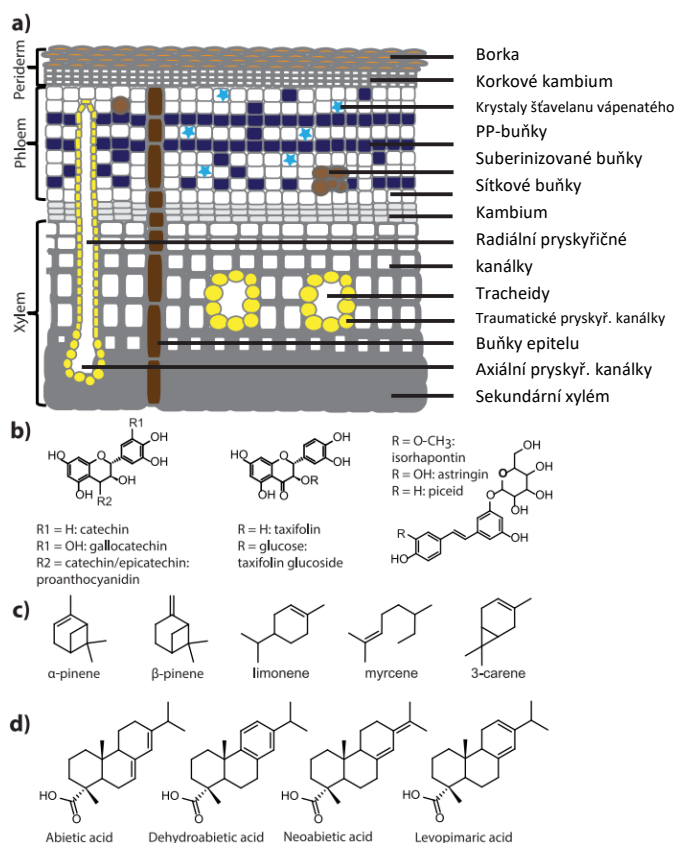 a)
Periderm
Phloem
Xylem
Borka
Korkové kambium
Krystaly šťavelanu vápenatého
PP-buňky
Suberinizované buňky
Sítkové buňky
Kambium
Radiální pryskyřičné
kanálky
Tracheidy
Traumatické pryskyř. kanálky
Buňky epitelu
Axiální pryskyř. kanálky
Sekundární xylém
b)
R1
OH
OH
HO
O
OH
OH
R2
R1 = H: catechin
R1 = OH: gallocatechin
R2 = catechin/epicatechin:
proanthocyanidin
OH
OH
HO
O
OR
OH
O
R = H: taxifolin
R = glucose:
taxifolin glucoside
R = O-CH3:
isorhapontin
R = OH: astringin
R = H: piceid
HO
O
OH
O
OH
OH
R
HO
OH
c)
α-pinene
β-pinene
limonene
myrcene
3-carene
d)
HO
O
Abietic acid
HO
O
Dehydroabietic acid
HO
O
Neoabietic acid
HO
O
Levopimaric acid